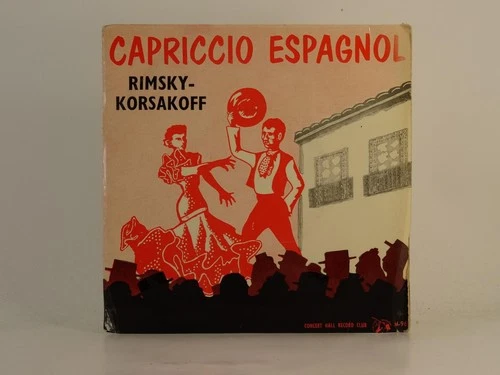 CAPRICCIO ESPAGNOL
RIMSKY-
KORSAKOFF
CONCERT HALL RECORD CLUB